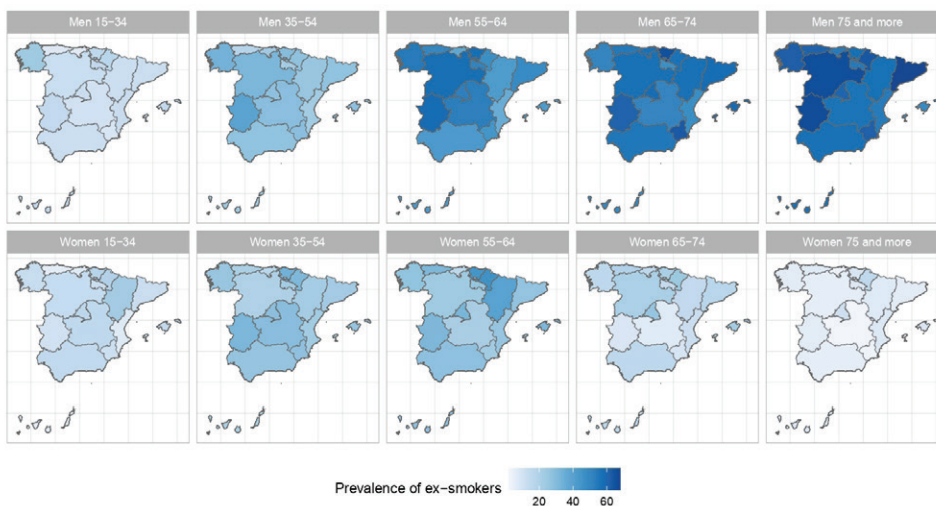 Men 15−34
Men 35−54
Men 55−64
Men 65−74
Men 75 and more
Women 15−34
Women 35−54
Women 55−64
Women 65−74
Women 75 and more
Prevalence of ex−smokers
20 40 60